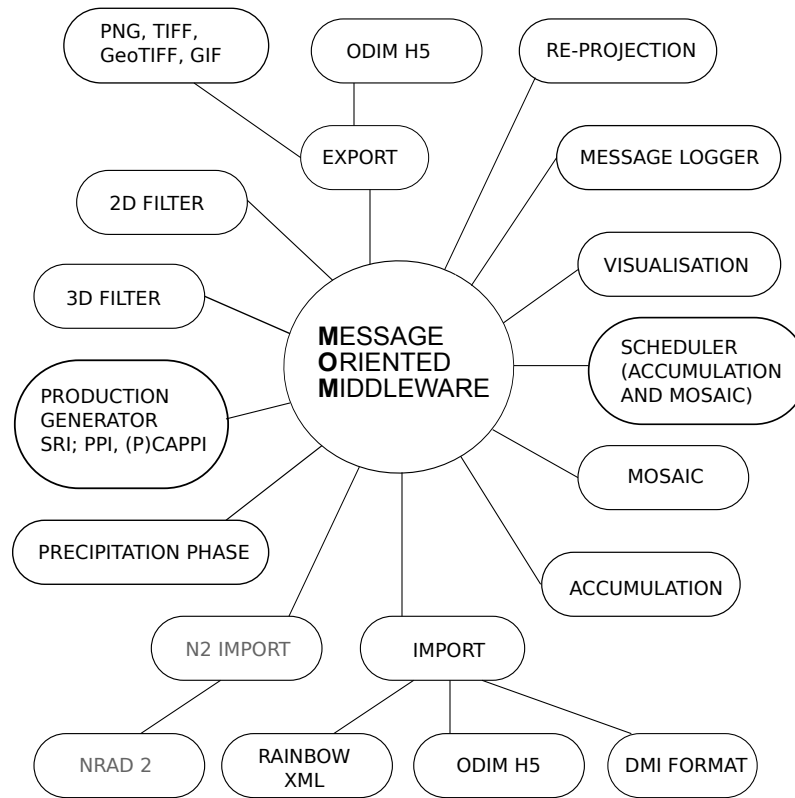 PNG, TIFF,
GeoTIFF, GIF
ODIM H5
RE-PROJECTION
EXPORT
MESSAGE LOGGER
2D FILTER
VISUALISATION
3D FILTER
MESSAGE
ORIENTED
MIDDLEWARE
SCHEDULER
(ACCUMULATION
AND MOSAIC)
PRODUCTION
GENERATOR
SRI; PPI, (P)CAPPI
MOSAIC
PRECIPITATION PHASE
ACCUMULATION
N2 IMPORT
IMPORT
NRAD 2
RAINBOW
XML
ODIM H5
DMI FORMAT